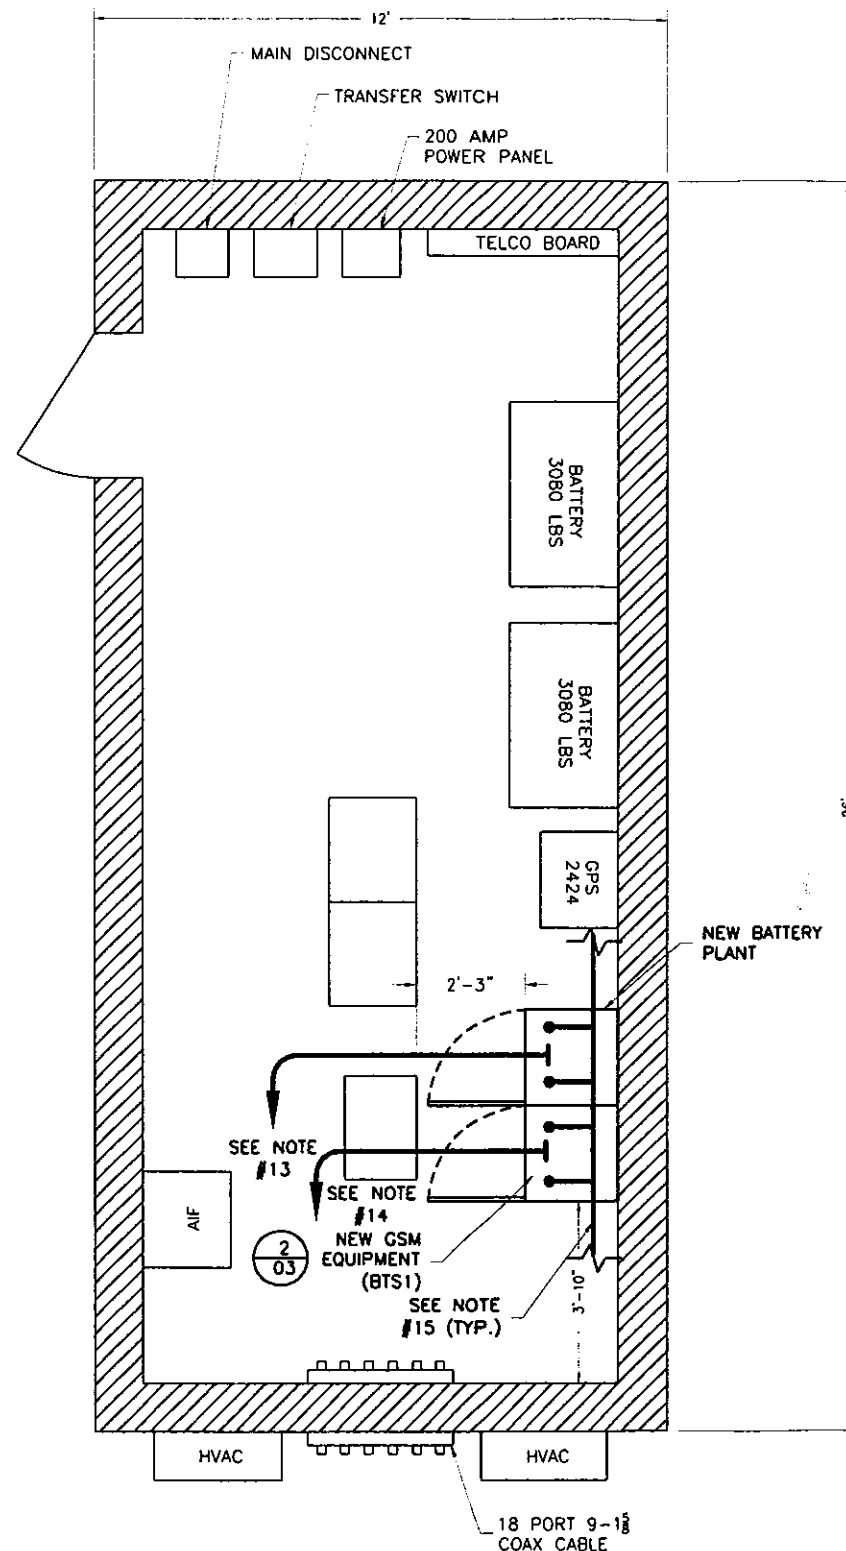 12'
MAIN DISCONNECT
TRANSFER SWITCH
200 AMP
POWER PANEL
TELCO BOARD
BATTERY
3080 LBS
BATTERY
3080 LBS
GPS
2424
NEW BATTERY
PLANT
2'-3"
SEE NOTE
#13
SEE NOTE
#14
AIF
2
03
NEW GSM
EQUIPMENT
(BTS1)
SEE NOTE
#15 (TYP.)
3'-10"
HVAC
HVAC
18 PORT 9-1⅝
COAX CABLE